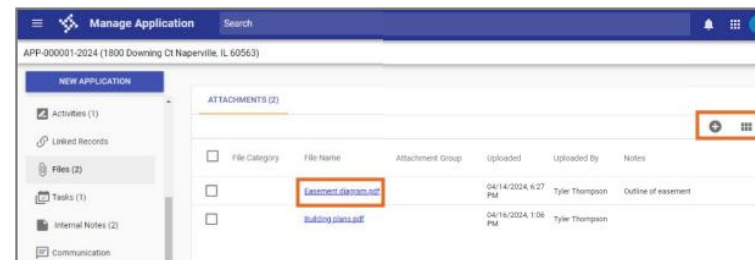 Manage Application Search
APP-000001-2024 (1800 Downing Ct Naperville, IL 60563)
NEW APPLICATION
Activities (1)
Linked Records
Files (2)
Tasks (1)
Internal Notes (2)
Communication
ATTACHMENTS (2)
File Category File Name Attachment Group Uploaded Uploaded By Notes
Easement diagram.pdf 04/14/2024, 6:27 PM Tyler Thompson Outline of easement
Building plans.pdf 04/16/2024, 1:06 PM Tyler Thompson